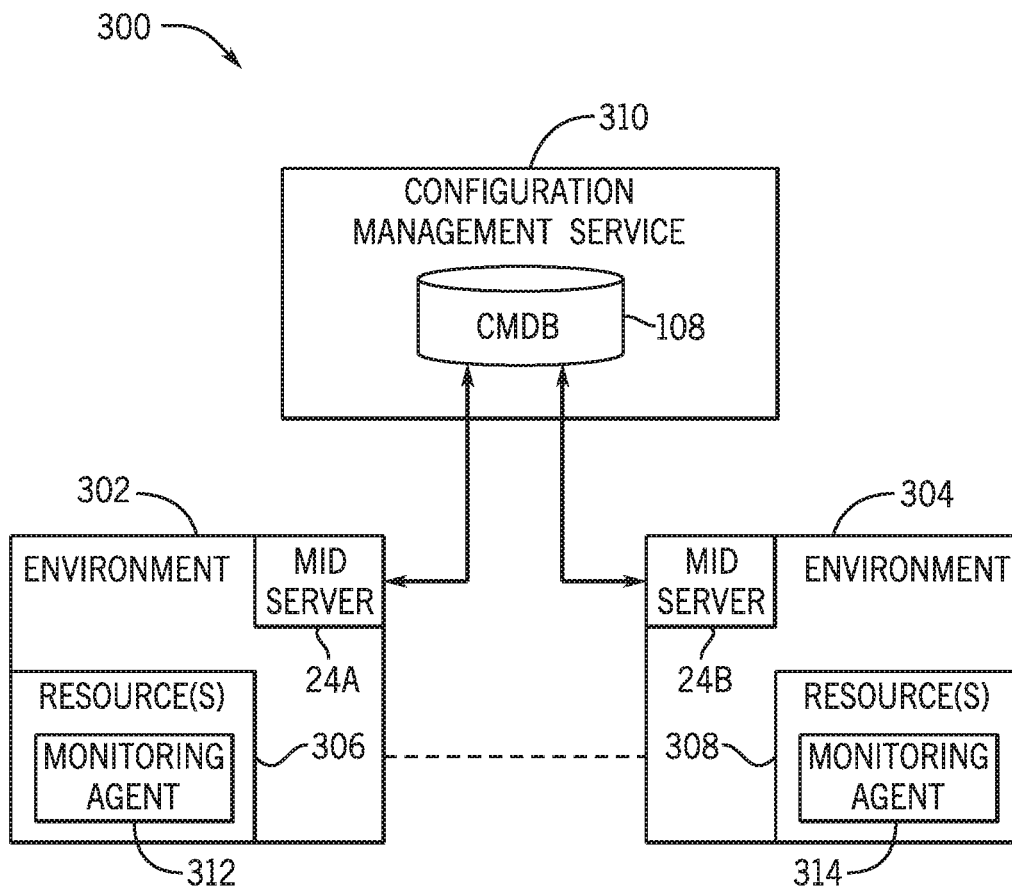 300
310
CONFIGURATION
MANAGEMENT SERVICE
CMDB
108
302
304
ENVIRONMENT
MID
SERVER
MID
SERVER
ENVIRONMENT
24A
24B
RESOURCE(S)
RESOURCE(S)
MONITORING
AGENT
306
308
MONITORING
AGENT
312
314